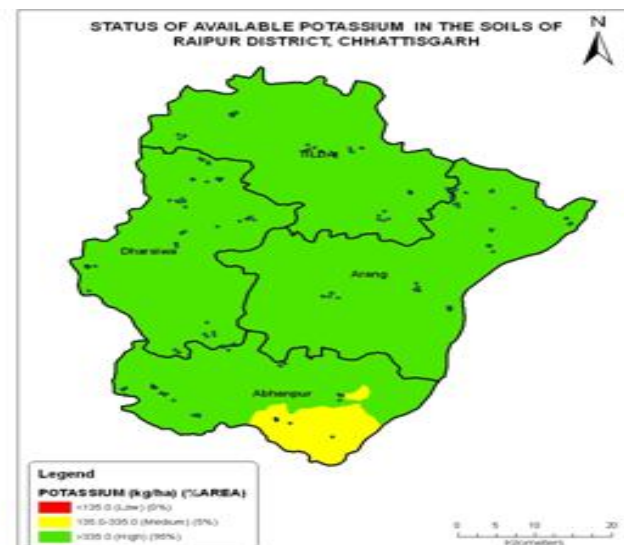 STATUS OF AVAILABLE POTASSIUM IN THE SOILS OF
RAIPUR DISTRICT, CHHATTISGARH
N
Dharsiwa
Arang
Abhanpur
Legend
POTASSIUM (kg/ha) (%AREA)
<135.0 (Low) (0%)
135.0-335.0 (Medium) (5%)
>335.0 (High) (95%)
0 5 10 20
Kilometers